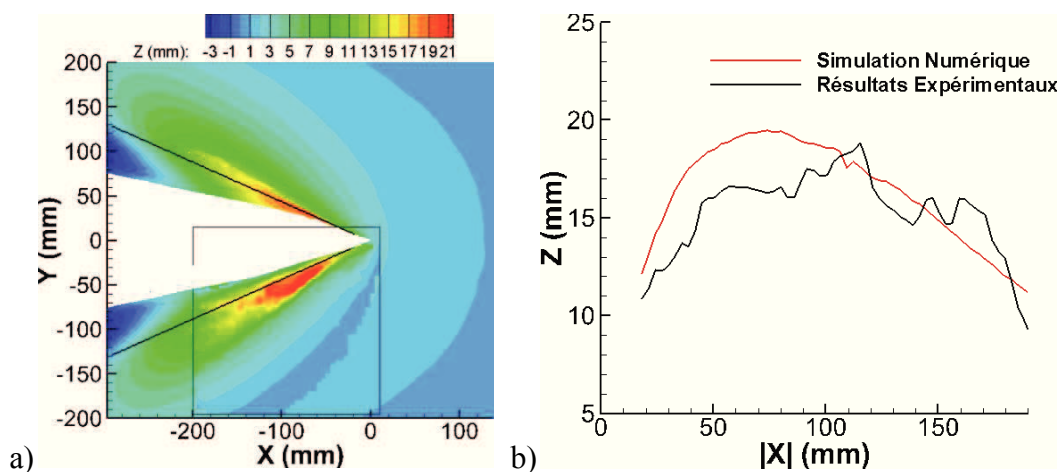 Z (mm): -3 -1 1 3 5 7 9 11 13 15 17 19 21
200
150
100
50
0
-50
-100
-150
-200
Y (mm)
-200 -100 0 100
X (mm)
a)
25
20
15
10
5
Z (mm)
Simulation Numérique
Résultats Expérimentaux
0 50 100 150
|X| (mm)
b)